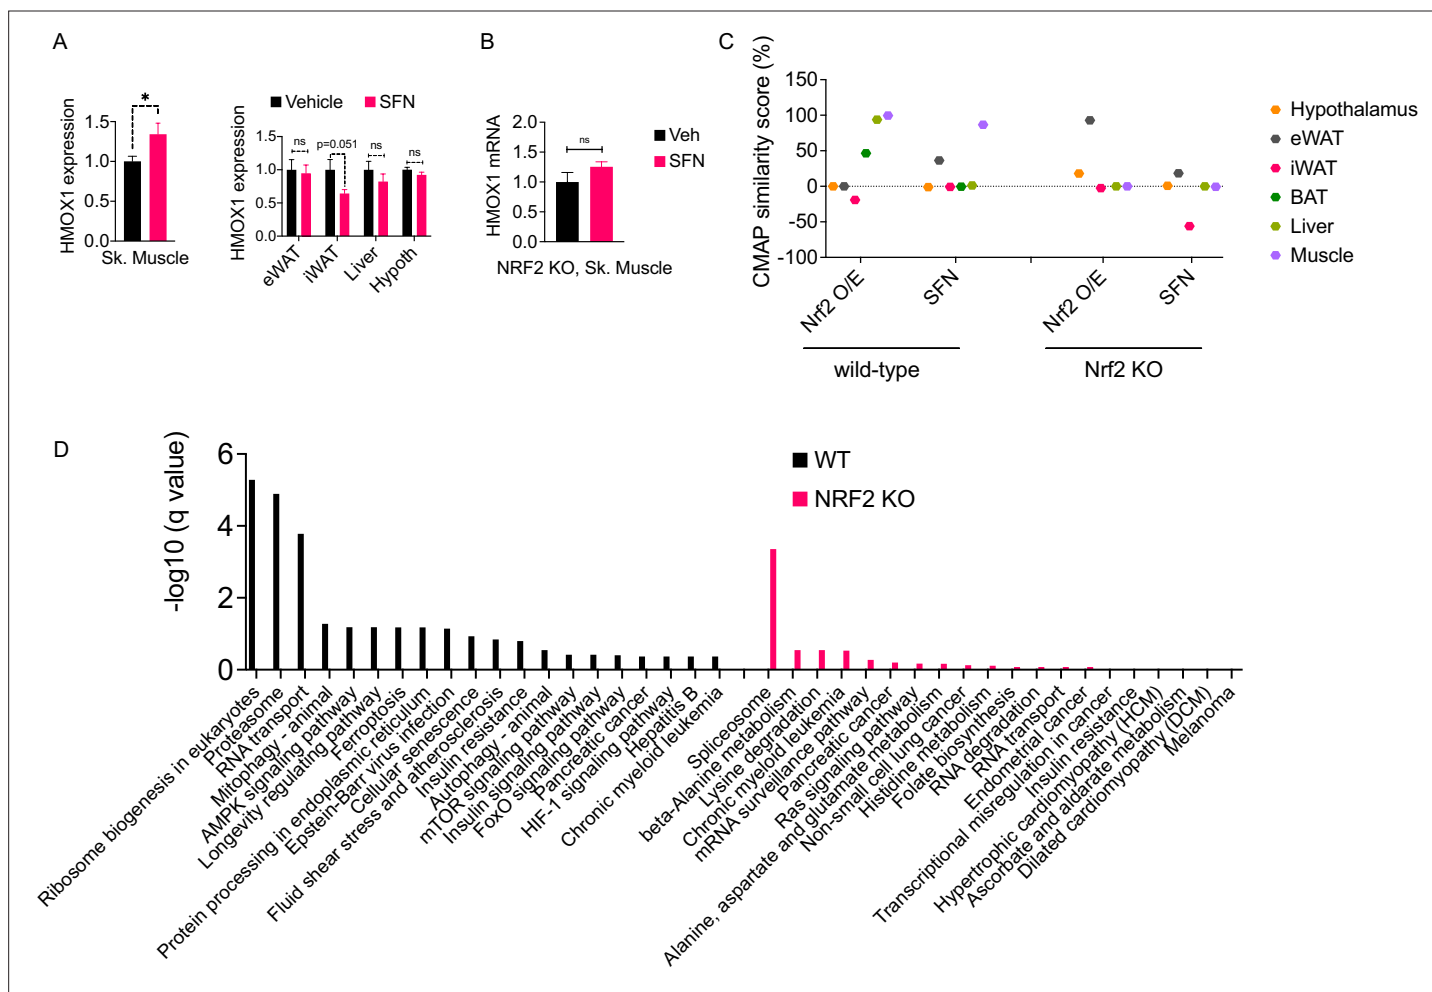 A
HMOX1 expression
1.5
1.0
0.5
0.0
*
Sk. Muscle
Vehicle
SFN
HMOX1 expression
1.5
1.0
0.5
0.0
ns
p=0.051
ns
ns
eWAT
iWAT
Liver
Hypoth
B
HMOX1 mRNA
2.0
1.5
1.0
0.5
0.0
ns
Veh
SFN
NRF2 KO, Sk. Muscle
C
CMAP similarity score (%)
150
100
50
0
-50
-100
Nrf2 O/E
SFN
Nrf2 O/E
SFN
wild-type
Nrf2 KO
Hypothalamus
eWAT
iWAT
BAT
Liver
Muscle
D
-log10 (q value)
6
4
2
0
WT
NRF2 KO
Ribosome biogenesis in eukaryotes
Proteasome
RNA transport
Mitophagy - animal
AMPK signaling pathway
Longevity regulating pathway
Ferroptosis
Protein processing in endoplasmic reticulum
Epstein-Barr virus infection
Cellular senescence
Fluid shear stress and atherosclerosis
Insulin resistance
Autophagy - animal
mTOR signaling pathway
Insulin signaling pathway
FoxO signaling pathway
Pancreatic cancer
HIF-1 signaling pathway
Hepatitis B
Chronic myeloid leukemia
Spliceosome
beta-Alanine metabolism
Lysine degradation
Chronic myeloid leukemia
mRNA surveillance pathway
Pancreatic cancer
Ras signaling pathway
Alanine, aspartate and glutamate metabolism
Non-small cell lung cancer
Histidine metabolism
Folate biosynthesis
RNA degradation
RNA transport
Endometrial cancer
Transcriptional misregulation in cancer
Insulin resistance
Hypertrophic cardiomyopathy (HCM)
Ascorbate and aldarate metabolism
Dilated cardiomyopathy (DCM)
Melanoma